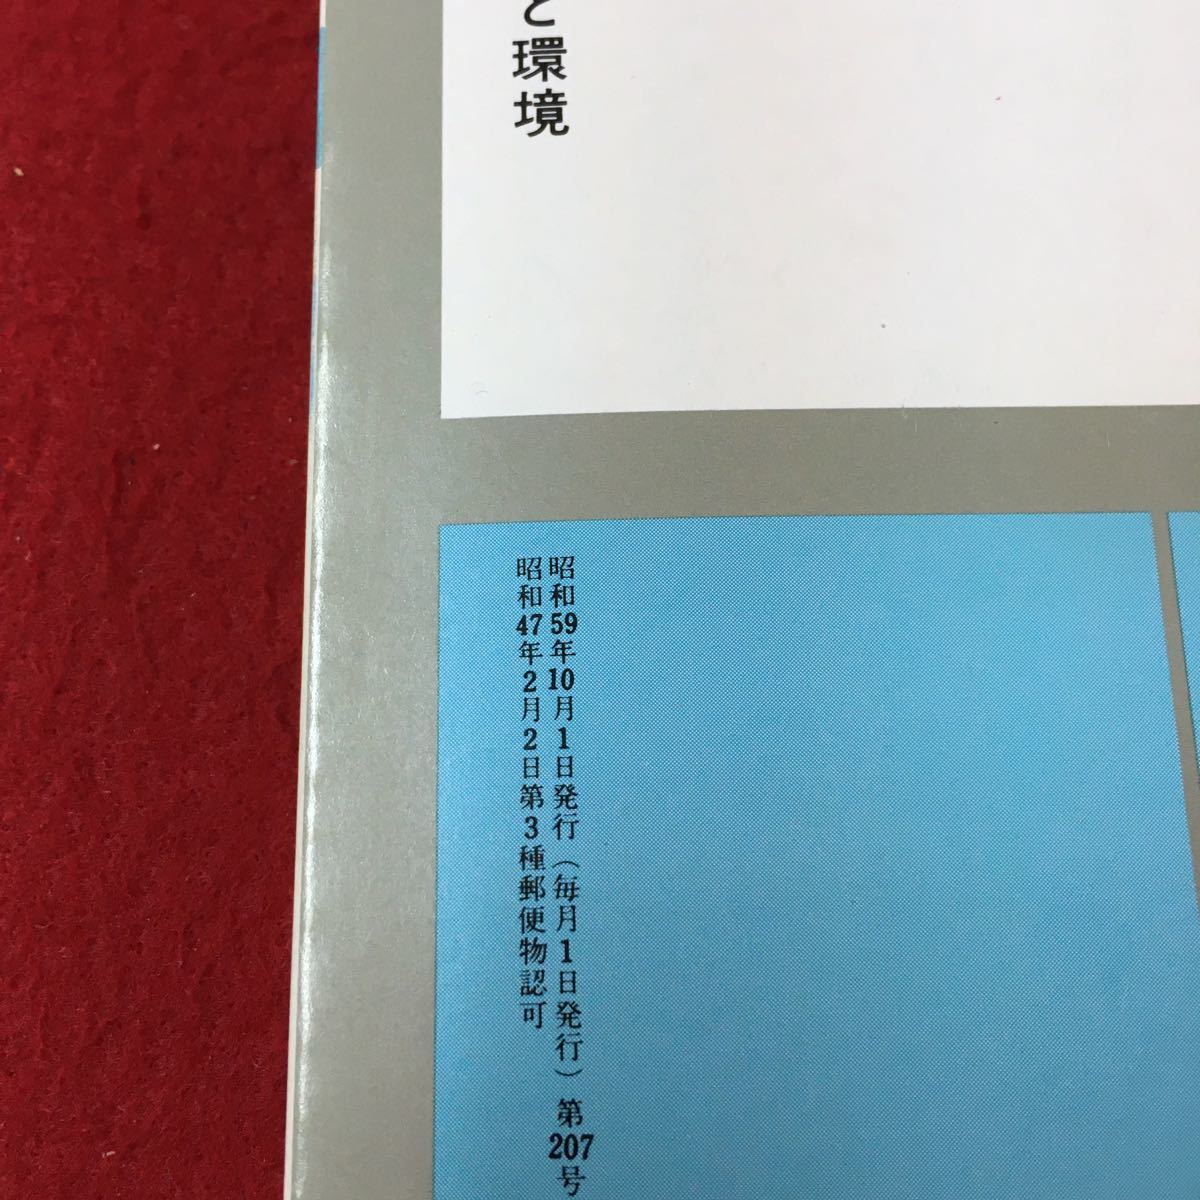 と環境
昭和59年10月1日発行（毎月1日発行）第207号
昭和47年2月2日第3種郵便物認可